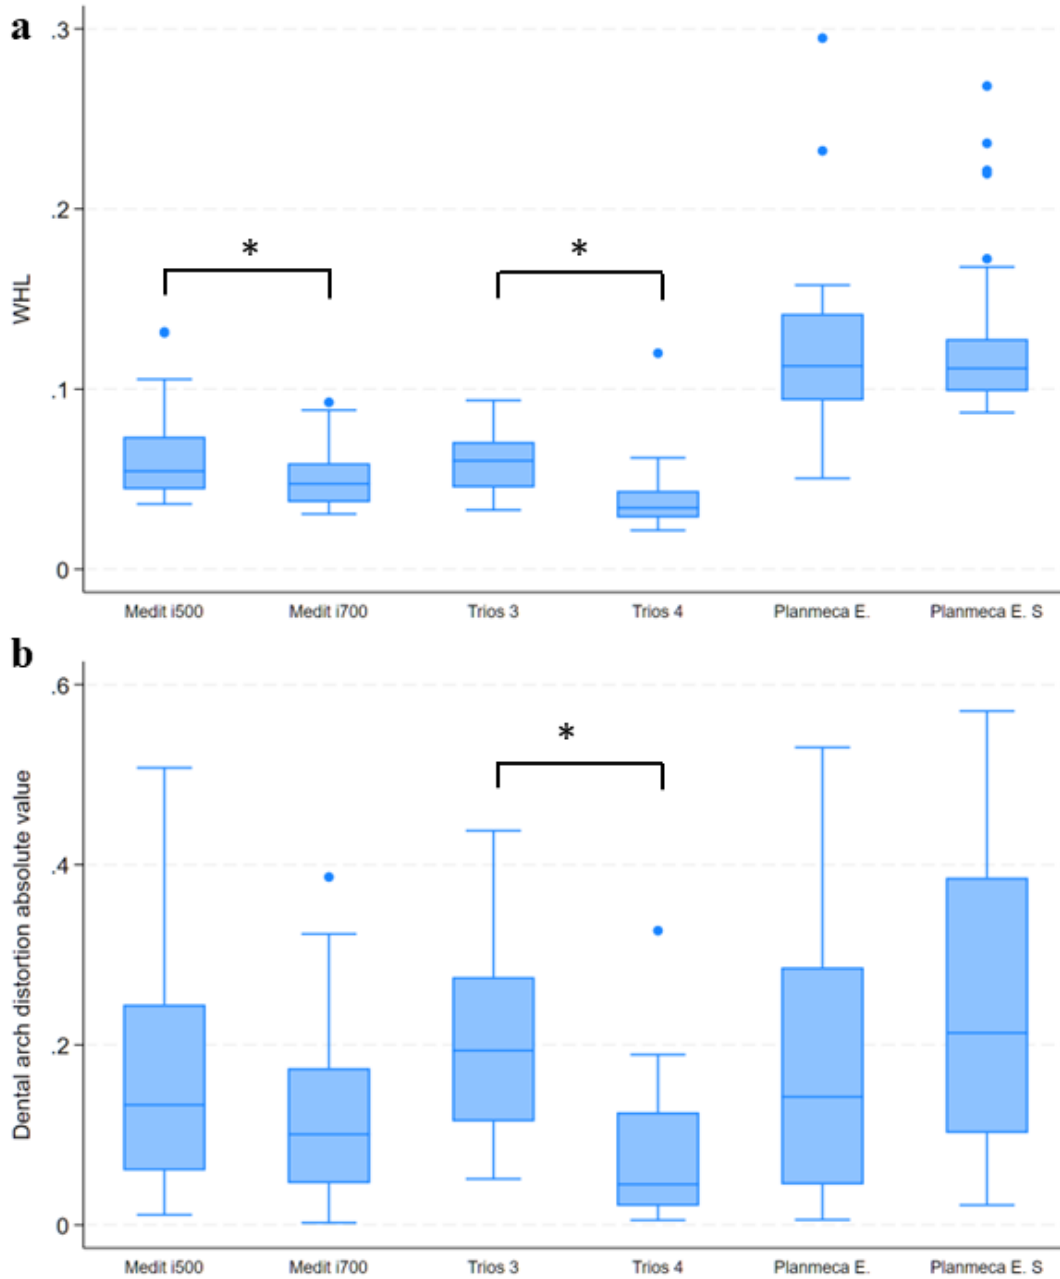 a
.3
.2
.1
0
WHL
*
*
Medit i500 Medit i700 Trios 3 Trios 4 Planmeca E. Planmeca E. S
b
.6
.4
.2
0
Dental arch distortion absolute value
*
Medit i500 Medit i700 Trios 3 Trios 4 Planmeca E. Planmeca E. S